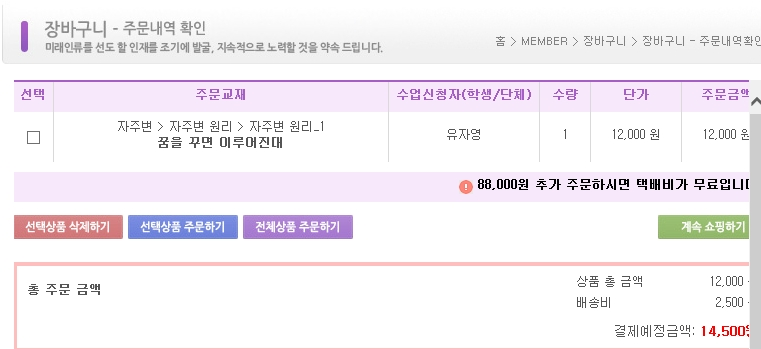 장바구니 - 주문내역 확인
미래인류를 선도 할 인재를 조기에 발굴, 지속적으로 노력할 것을 약속 드립니다.
홈 > MEMBER > 장바구니 > 장바구니 - 주문내역확인
선택 주문교재 수업신청자(학생/단체) 수량 단가 주문금액
자주변 > 자주변 원리 > 자주변 원리_1
꿈을 꾸면 이루어진대
유자영 1 12,000 원 12,000 원
88,000원 추가 주문하시면 택배비가 무료입니다
선택상품 삭제하기 선택상품 주문하기 전체상품 주문하기 계속 쇼핑하기
총 주문 금액
상품 총 금액 12,000
배송비 2,500
결제예정금액: 14,500원